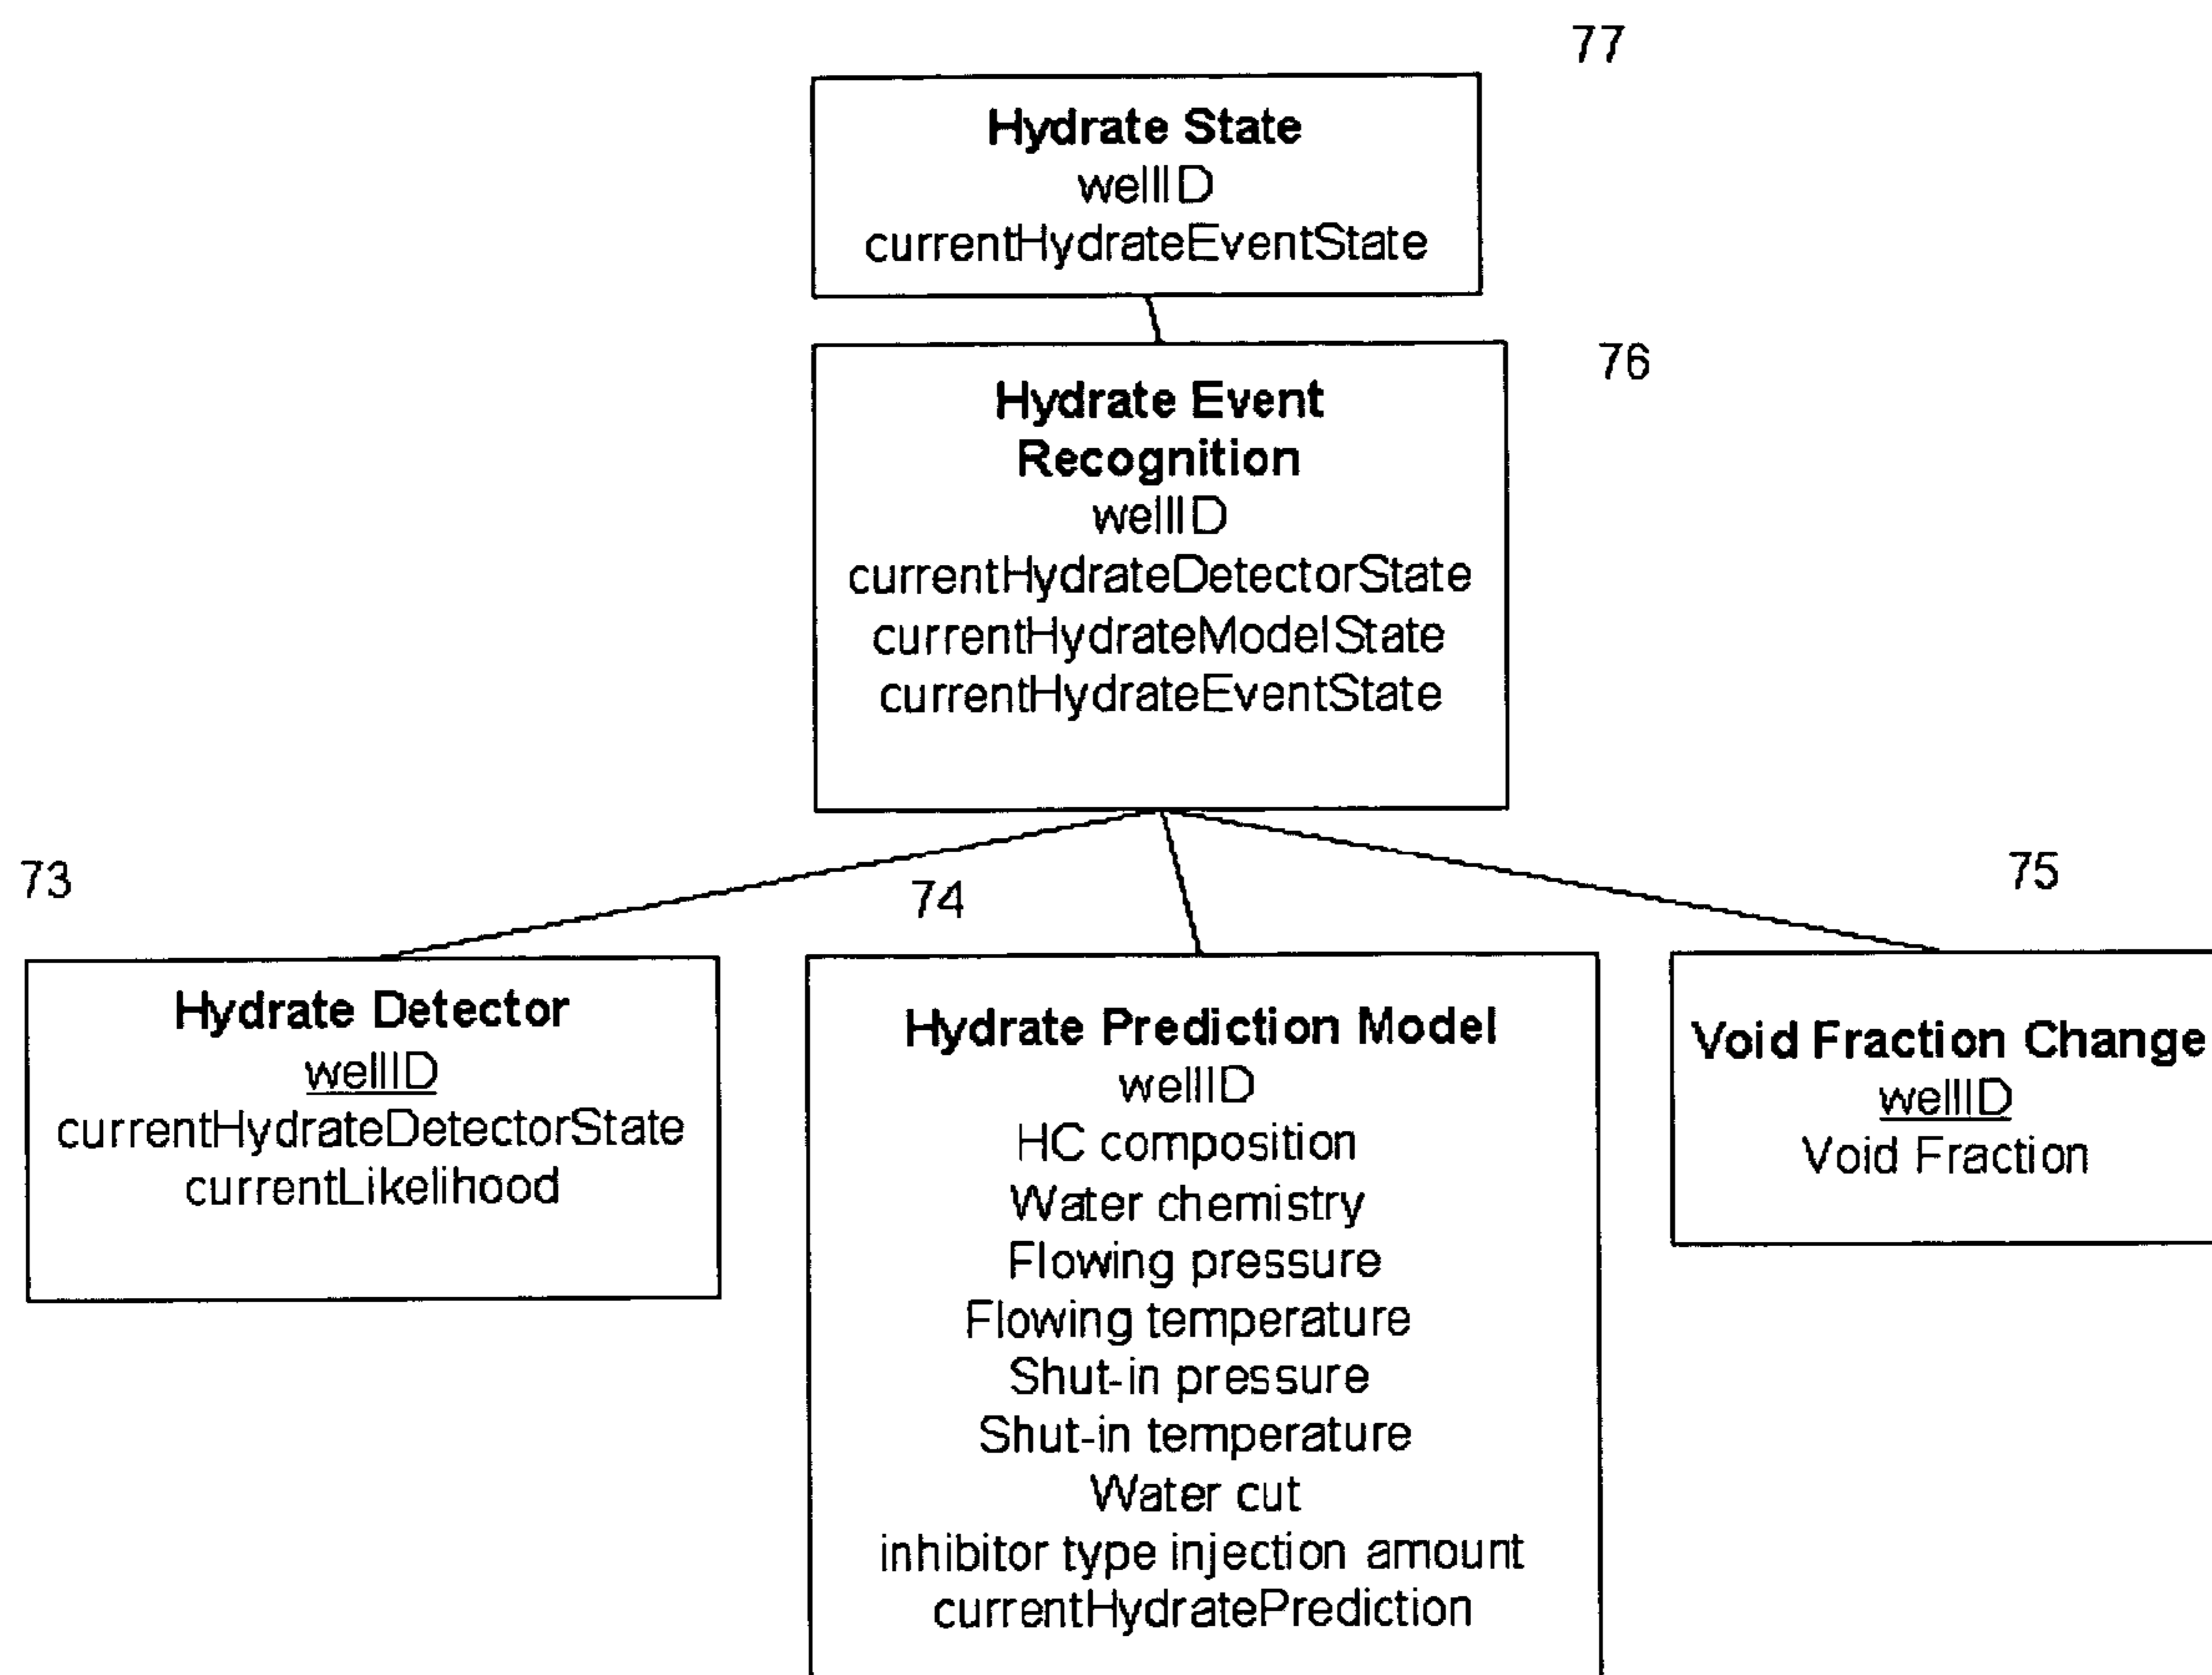 77
Hydrate State
wellID
currentHydrateEventState
76
Hydrate Event
Recognition
wellID
currentHydrateDetectorState
currentHydrateModelState
currentHydrateEventState
73
Hydrate Detector
wellID
currentHydrateDetectorState
currentLikelihood
74
Hydrate Prediction Model
wellID
HC composition
Water chemistry
Flowing pressure
Flowing temperature
Shut-in pressure
Shut-in temperature
Water cut
inhibitor type injection amount
currentHydratePrediction
75
Void Fraction Change
wellID
Void Fraction